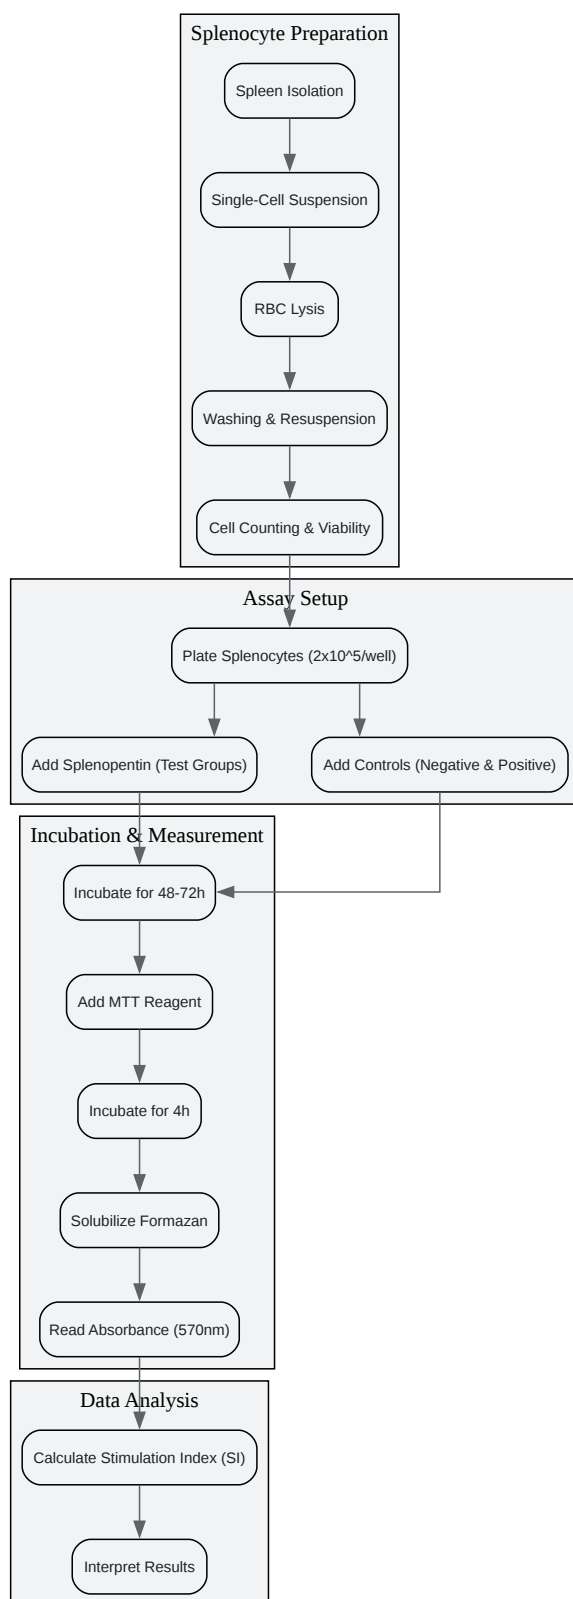 Splenocyte Preparation
Spleen Isolation
Single-Cell Suspension
RBC Lysis
Washing & Resuspension
Cell Counting & Viability
Assay Setup
Plate Splenocytes (2x10^5/well)
Add Splenopentin (Test Groups)
Add Controls (Negative & Positive)
Incubation & Measurement
Incubate for 48-72h
Add MTT Reagent
Incubate for 4h
Solubilize Formazan
Read Absorbance (570nm)
Data Analysis
Calculate Stimulation Index (SI)
Interpret Results